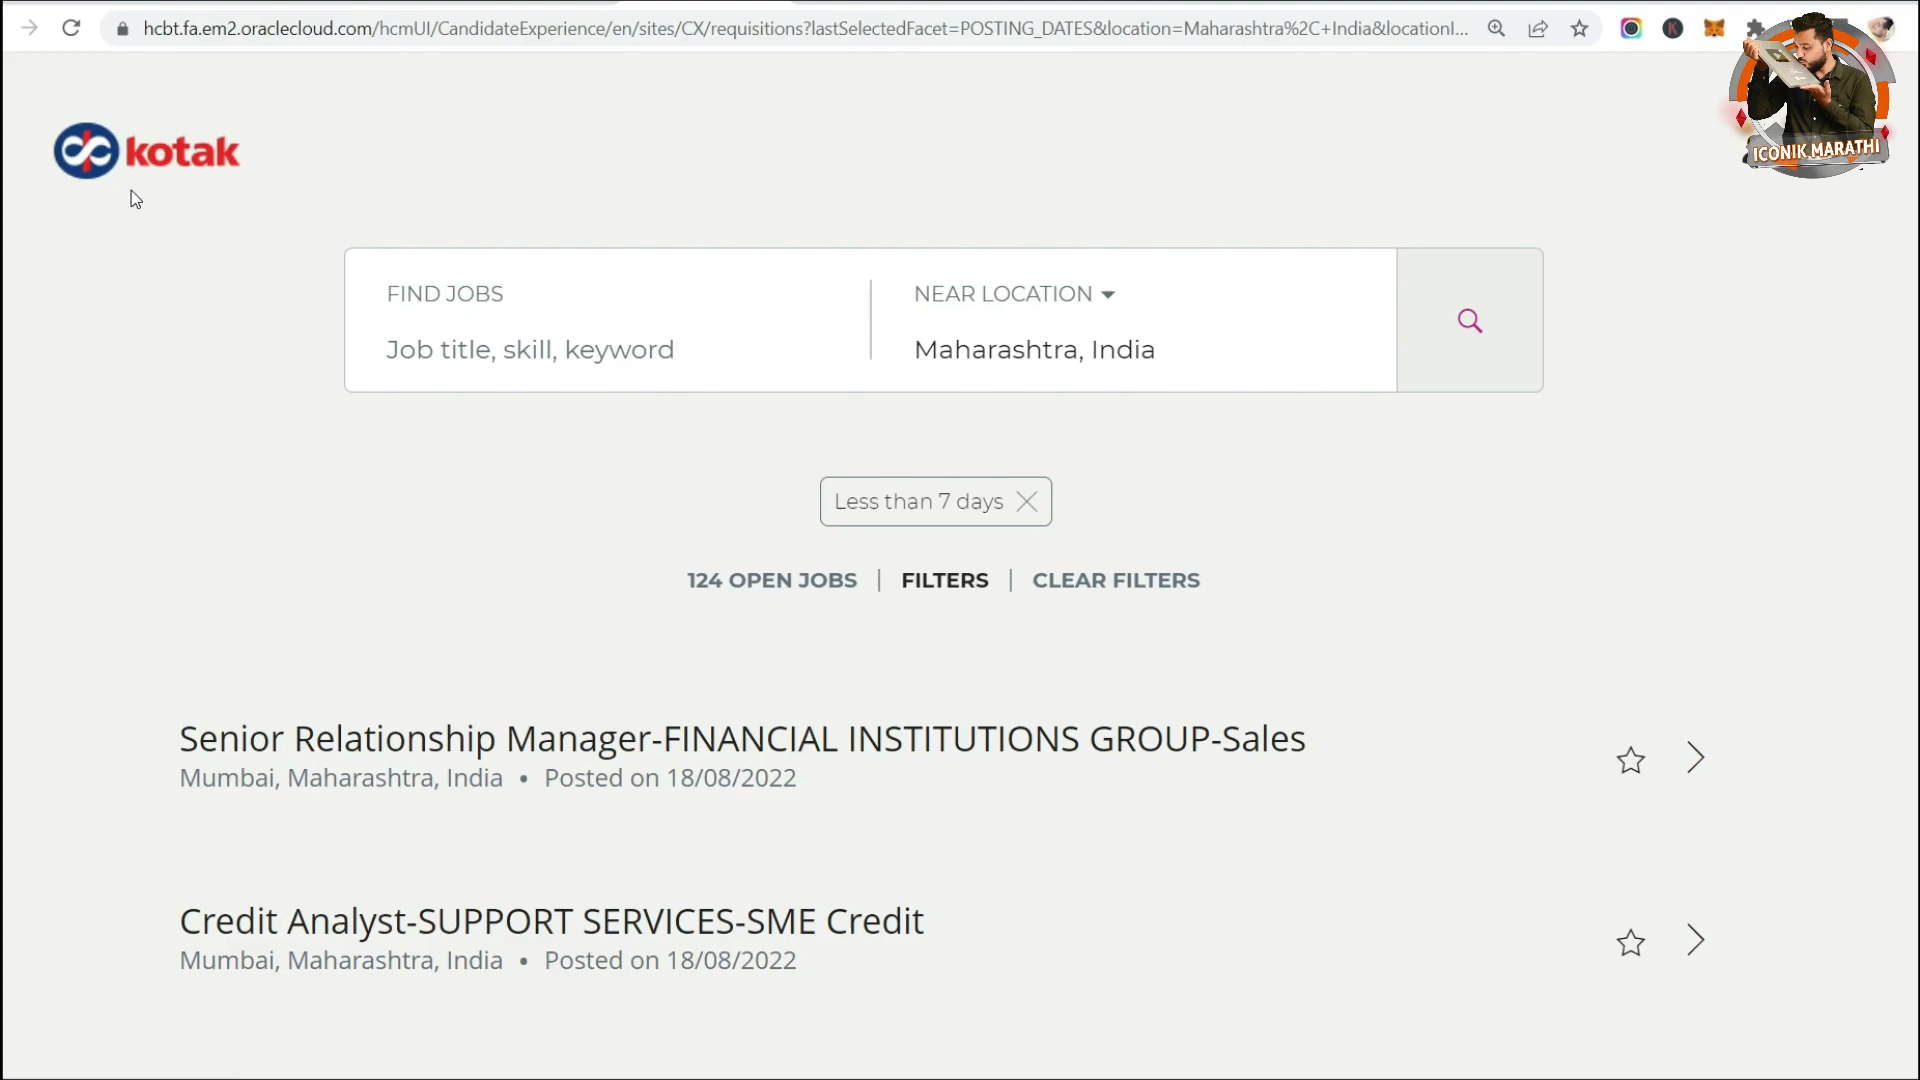 hcbt.fa.em2.oraclecloud.com/hcmUI/CandidateExperience/en/sites/CX/requisitions?lastSelectedFacet=POSTING_DATES&location=Maharashtra%2C+India&locationI...
K
kotak
ICONIK MARATHI
FIND JOBS
NEAR LOCATION
Job title, skill, keyword
Maharashtra, India
Less than 7 days
124 OPEN JOBS | FILTERS | CLEAR FILTERS
Senior Relationship Manager-FINANCIAL INSTITUTIONS GROUP-Sales
Mumbai, Maharashtra, India • Posted on 18/08/2022
Credit Analyst-SUPPORT SERVICES-SME Credit
Mumbai, Maharashtra, India • Posted on 18/08/2022